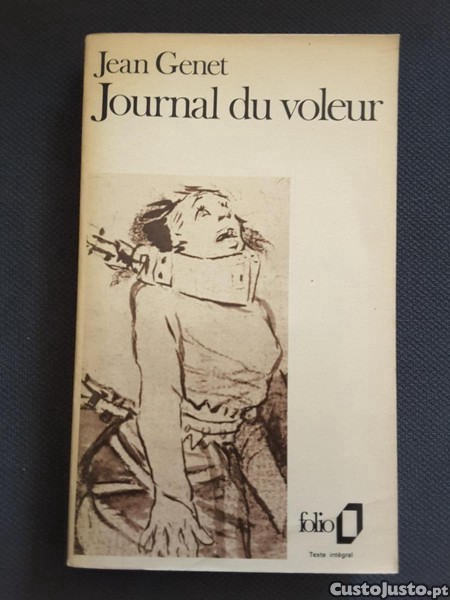 Jean Genet
Journal du voleur
folio
Texte intégral
CustoJusto.pt